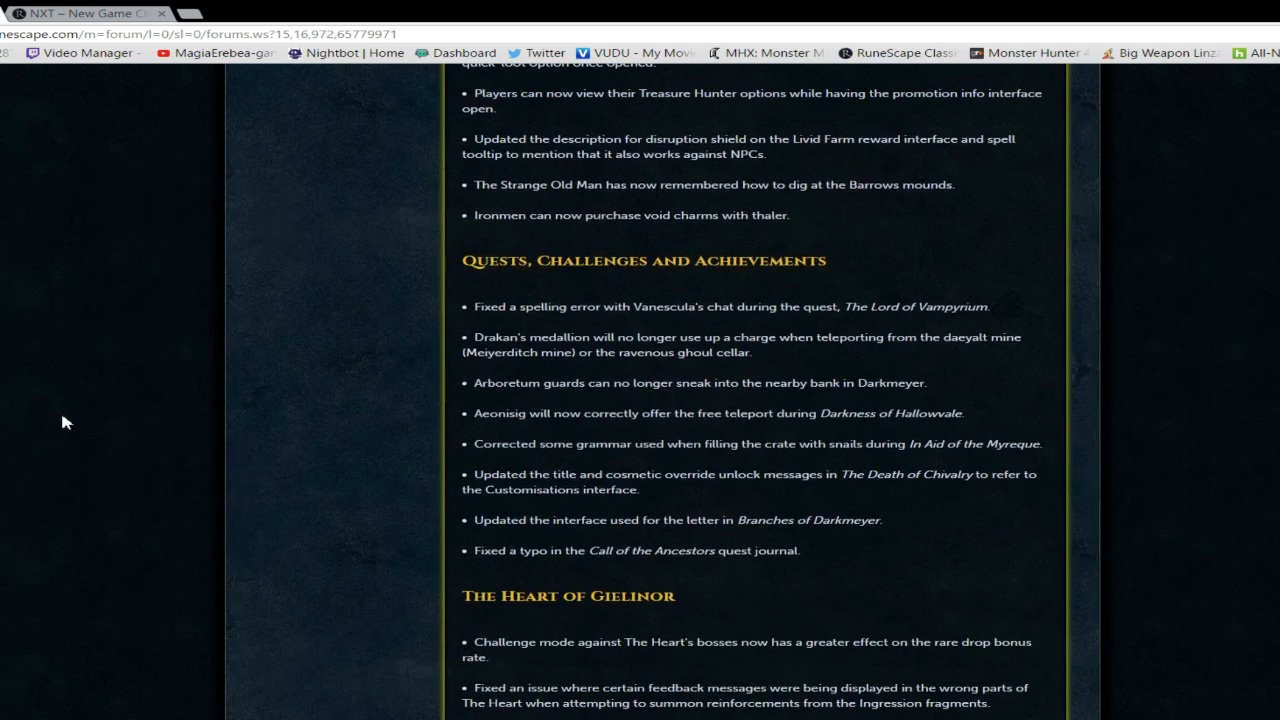 NXT – New Game Cl
nescape.com/m=forum/l=0/sl=0/forums.ws?15,16,972,65779971
Video Manager - MagiaErebea-gam Nightbot | Home Dashboard Twitter VUDU - My Movi MHX: Monster M RuneScape Classi Monster Hunter Big Weapon Linz All-N
quick-loot option once opened.
• Players can now view their Treasure Hunter options while having the promotion info interface
open.
• Updated the description for disruption shield on the Livid Farm reward interface and spell
tooltip to mention that it also works against NPCs.
• The Strange Old Man has now remembered how to dig at the Barrows mounds.
• Ironmen can now purchase void charms with thaler.
Quests, Challenges and Achievements
• Fixed a spelling error with Vanescula's chat during the quest, The Lord of Vampyrium.
• Drakan's medallion will no longer use up a charge when teleporting from the daeyalt mine
(Meiyerditch mine) or the ravenous ghoul cellar.
• Arboretum guards can no longer sneak into the nearby bank in Darkmeyer.
• Aeonisig will now correctly offer the free teleport during Darkness of Hallowvale.
• Corrected some grammar used when filling the crate with snails during In Aid of the Myreque.
• Updated the title and cosmetic override unlock messages in The Death of Chivalry to refer to
the Customisations interface.
• Updated the interface used for the letter in Branches of Darkmeyer.
• Fixed a typo in the Call of the Ancestors quest journal.
The Heart of Gielinor
• Challenge mode against The Heart's bosses now has a greater effect on the rare drop bonus
rate.
• Fixed an issue where certain feedback messages were being displayed in the wrong parts of
The Heart when attempting to summon reinforcements from the Ingression fragments.